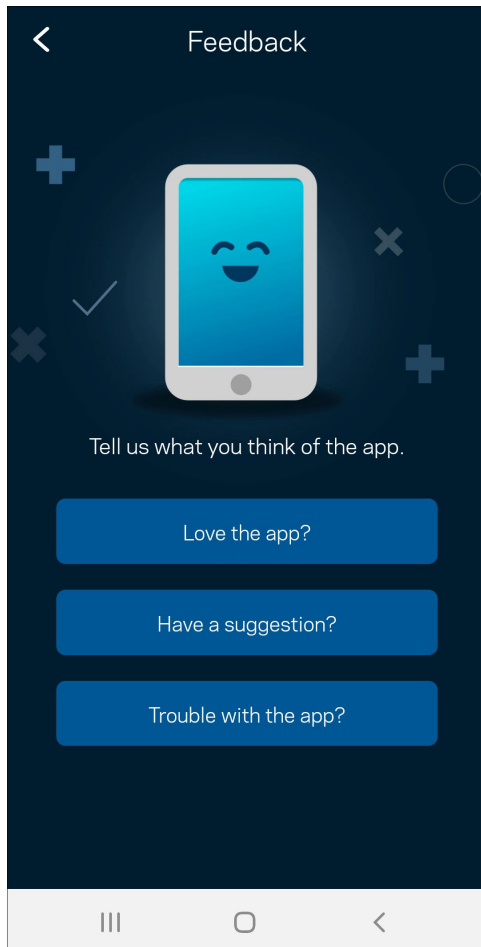 Feedback
Tell us what you think of the app.
Love the app?
Have a suggestion?
Trouble with the app?